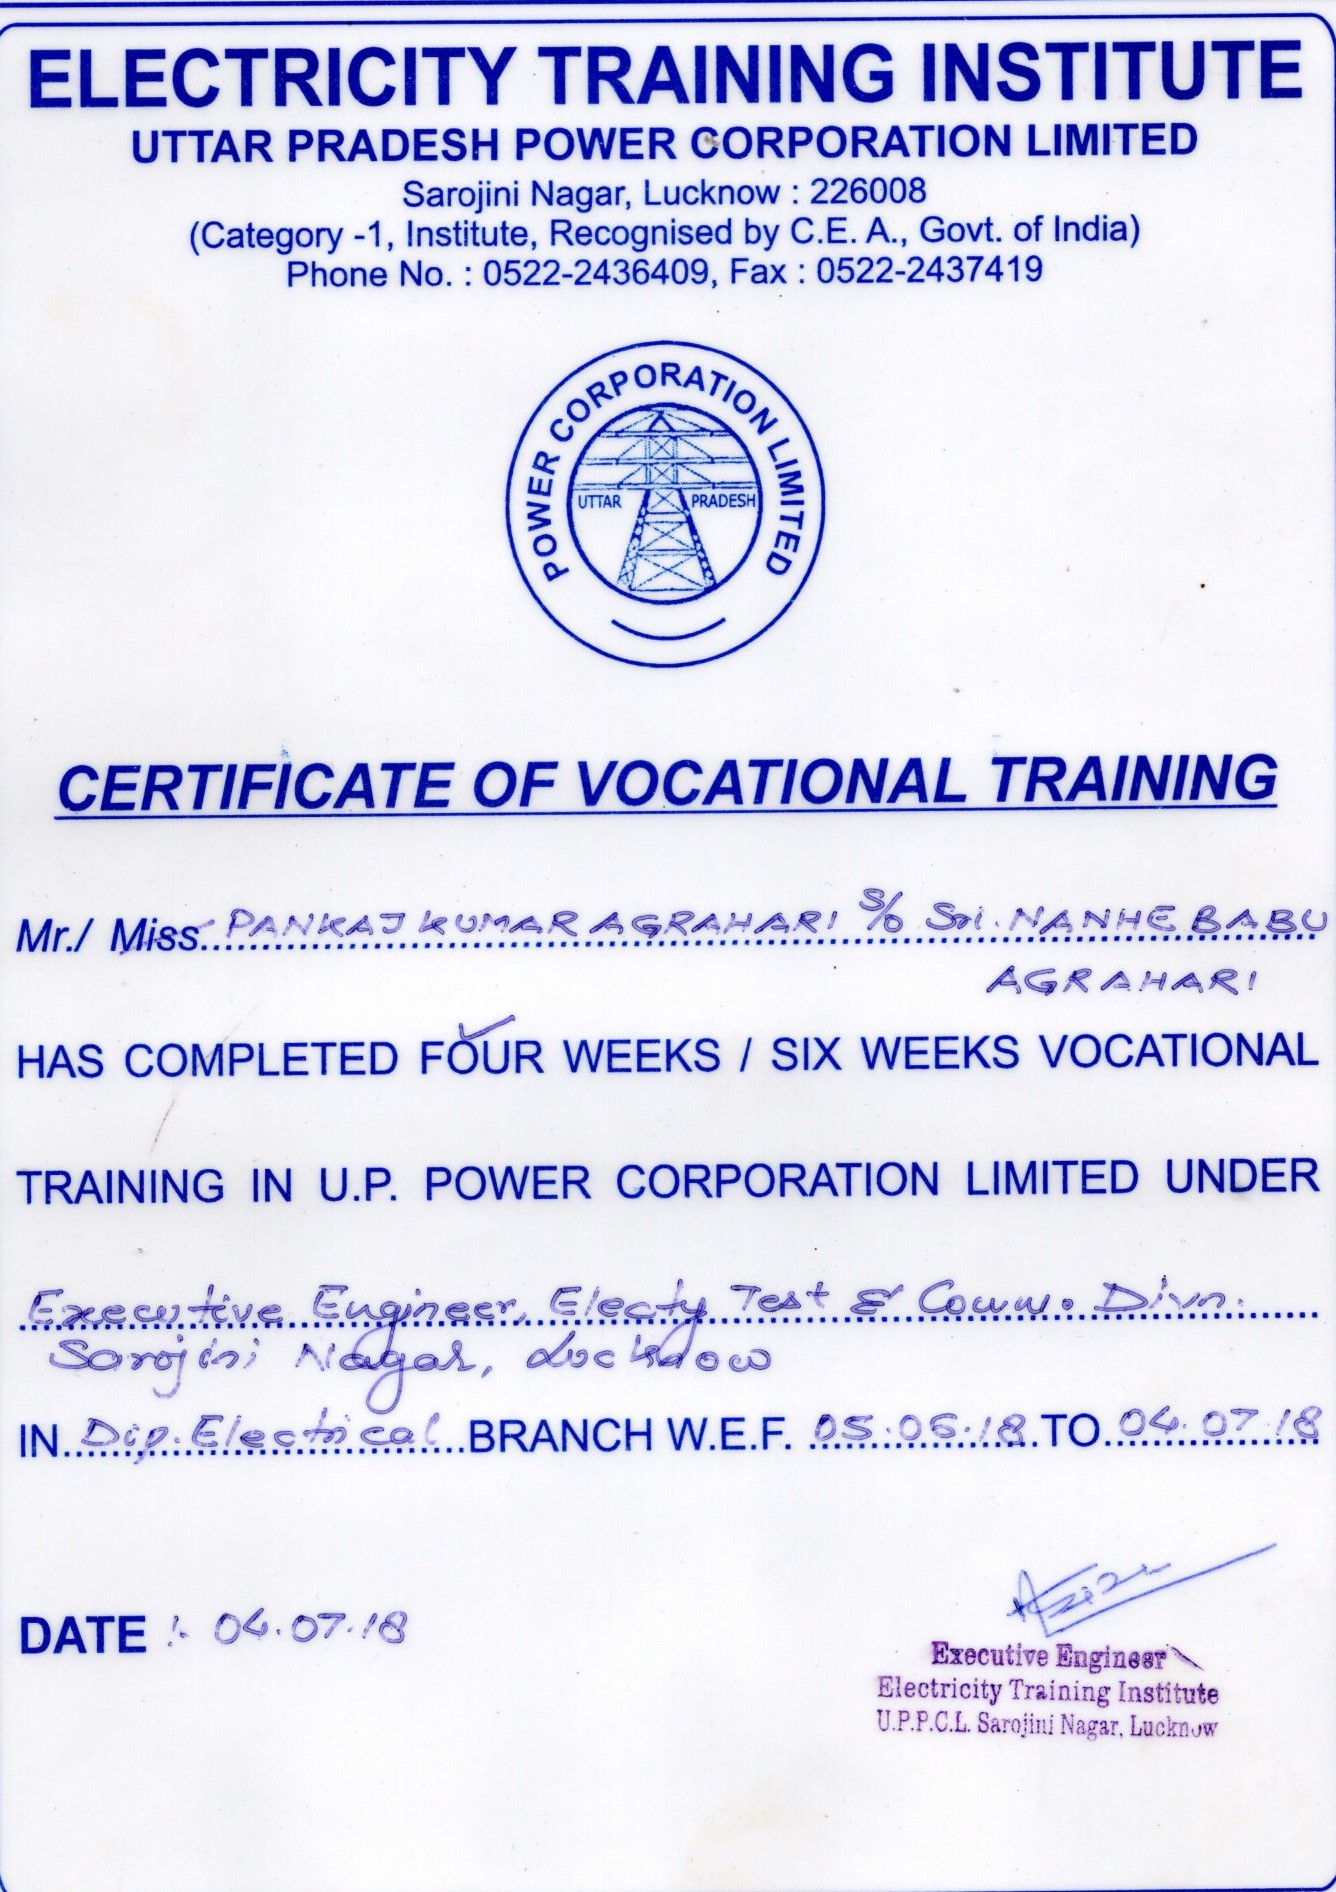 ELECTRICITY TRAINING INSTITUTE
UTTAR PRADESH POWER CORPORATION LIMITED
Sarojini Nagar, Lucknow : 226008
(Category -1, Institute, Recognised by C.E. A., Govt. of India)
Phone No. : 0522-2436409, Fax : 0522-2437419
POWER CORPORATION LIMITED
UTTAR PRADESH
CERTIFICATE OF VOCATIONAL TRAINING
Mr./ Miss PANKAJ KUMAR AGRAHARI S/o Sri. NANHE BABU
AGRAHARI
HAS COMPLETED FOUR WEEKS / SIX WEEKS VOCATIONAL
TRAINING IN U.P. POWER CORPORATION LIMITED UNDER
Executive Engineer, Electy Test & Comm. Divn.
Sarojini Nagar, Lucknow
IN Dip. Electrical BRANCH W.E.F. 05.06.18 TO 04.07.18
DATE :- 04.07.18
Executive Engineer
Electricity Training Institute
U.P.P.C.L. Sarojini Nagar, Lucknow